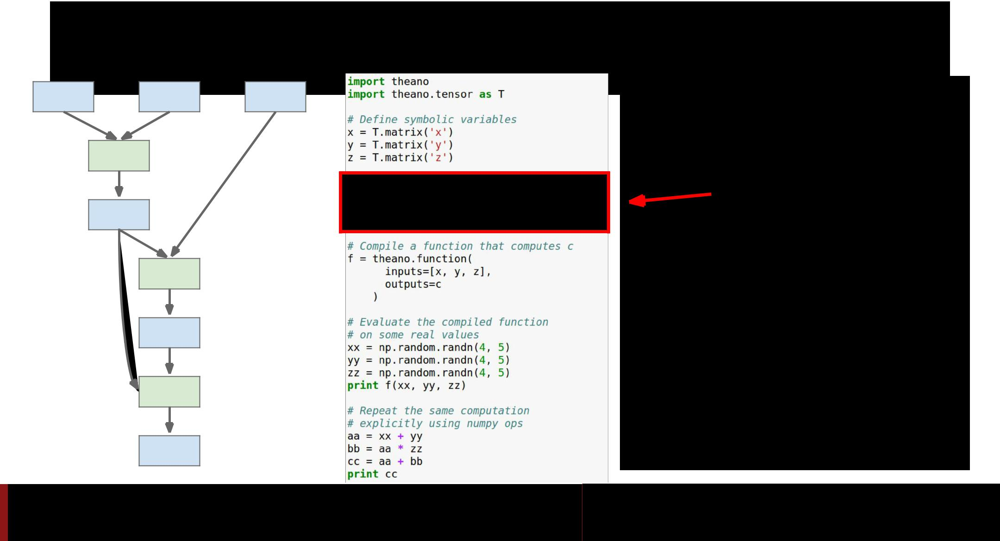 import theano
import theano.tensor as T
# Define symbolic variables
x = T.matrix('x')
y = T.matrix('y')
z = T.matrix('z')
# Compile a function that computes c
f = theano.function(
inputs=[x, y, z],
outputs=c
)
# Evaluate the compiled function
# on some real values
xx = np.random.randn(4, 5)
yy = np.random.randn(4, 5)
zz = np.random.randn(4, 5)
print f(xx, yy, zz)
# Repeat the same computation
# explicitly using numpy ops
aa = xx + yy
bb = aa * zz
cc = aa + bb
print cc